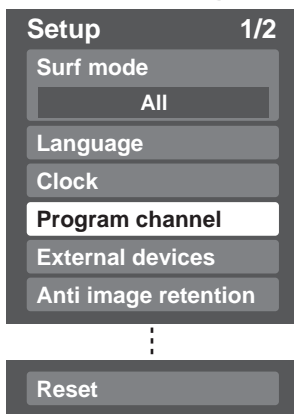 Setup 1/2
Surf mode
All
Language
Clock
Program channel
External devices
Anti image retention
Reset